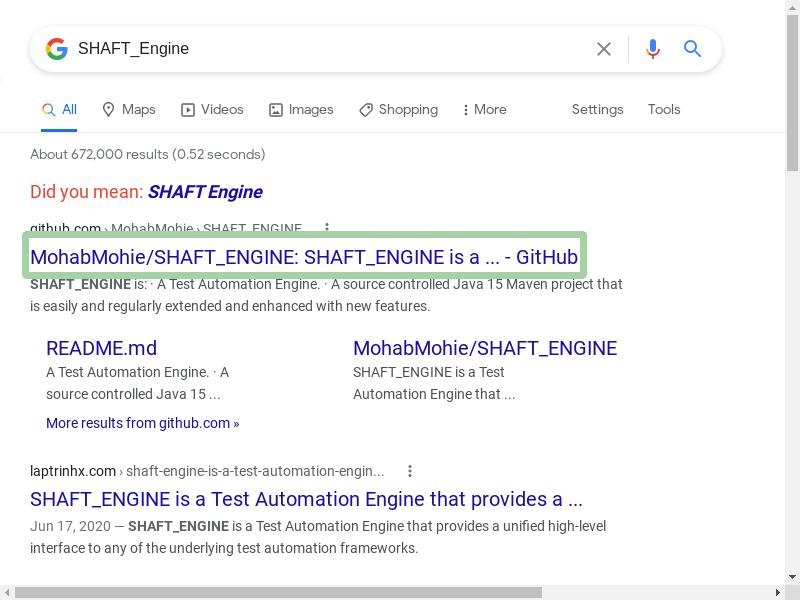 SHAFT_Engine
All Maps Videos Images Shopping More Settings Tools
About 672,000 results (0.52 seconds)
Did you mean: SHAFT Engine
github.com › MohabMohie › SHAFT_ENGINE
MohabMohie/SHAFT_ENGINE: SHAFT_ENGINE is a ... - GitHub
SHAFT_ENGINE is: · A Test Automation Engine. · A source controlled Java 15 Maven project that
is easily and regularly extended and enhanced with new features.
README.md
A Test Automation Engine. · A
source controlled Java 15 ...
MohabMohie/SHAFT_ENGINE
SHAFT_ENGINE is a Test
Automation Engine that ...
More results from github.com »
laptrinhx.com › shaft-engine-is-a-test-automation-engin...
SHAFT_ENGINE is a Test Automation Engine that provides a ...
Jun 17, 2020 — SHAFT_ENGINE is a Test Automation Engine that provides a unified high-level
interface to any of the underlying test automation frameworks.